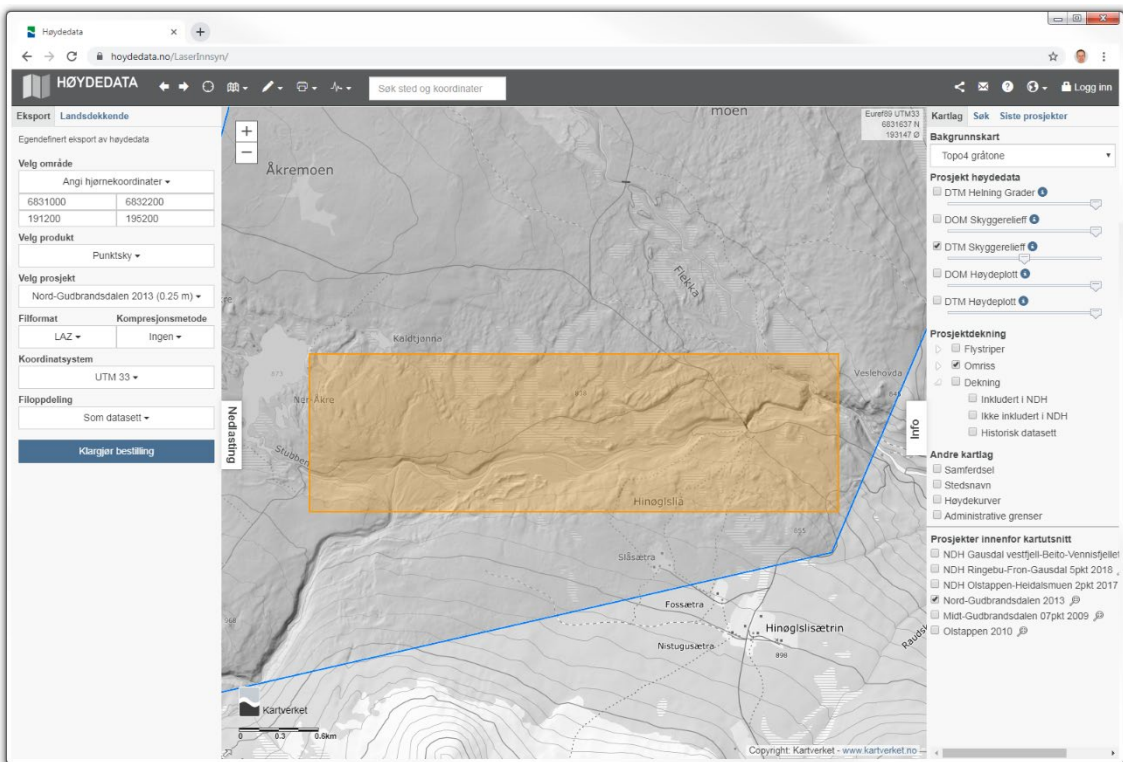 Høydedata
hoydedata.no/LaserInnsyn/
HØYDEDATA
Søk sted og koordinater
Logg inn
Eksport Landsdekkende
Egendefinert eksport av høydedata
Velg område
Angi hjørnekoordinater
6831000 6832200
191200 195200
Velg produkt
Punktsky
Velg prosjekt
Nord-Gudbrandsdalen 2013 (0.25 m)
Filformat Kompresjonsmetode
LAZ Ingen
Koordinatsystem
UTM 33
Filoppdeling
Som datasett
Klargjør bestilling
Nedlasting
moen
Euref89 UTM33
6831637 N
193147 Ø
Åkremoen
Flekka
Kaldtjønna
Veslehovda
873
Ner-Åkre
Stubben
Hinøglslia
855
Slåsætra
Fossætra
Hinøglslisætrin
Nistugusætra
898
Kartverket
0 0.3 0.6km
Copyright: Kartverket - www.kartverket.no
Info
Kartlag Søk Siste prosjekter
Bakgrunnskart
Topo4 gråtone
Prosjekt høydedata
DTM Helning Grader
DOM Skyggerelieff
DTM Skyggerelieff
DOM Høydeplott
DTM Høydeplott
Prosjektdekning
Flystriper
Omriss
Dekning
Inkludert i NDH
Ikke inkludert i NDH
Historisk datasett
Andre kartlag
Samferdsel
Stedsnavn
Høydekurver
Administrative grenser
Prosjekter innenfor kartutsnitt
NDH Gausdal vestfjell-Beito-Vennisfjellet
NDH Ringebu-Fron-Gausdal 5pkt 2018
NDH Olstappen-Heidalsmuen 2pkt 2017
Nord-Gudbrandsdalen 2013
Midt-Gudbrandsdalen 07pkt 2009
Olstappen 2010